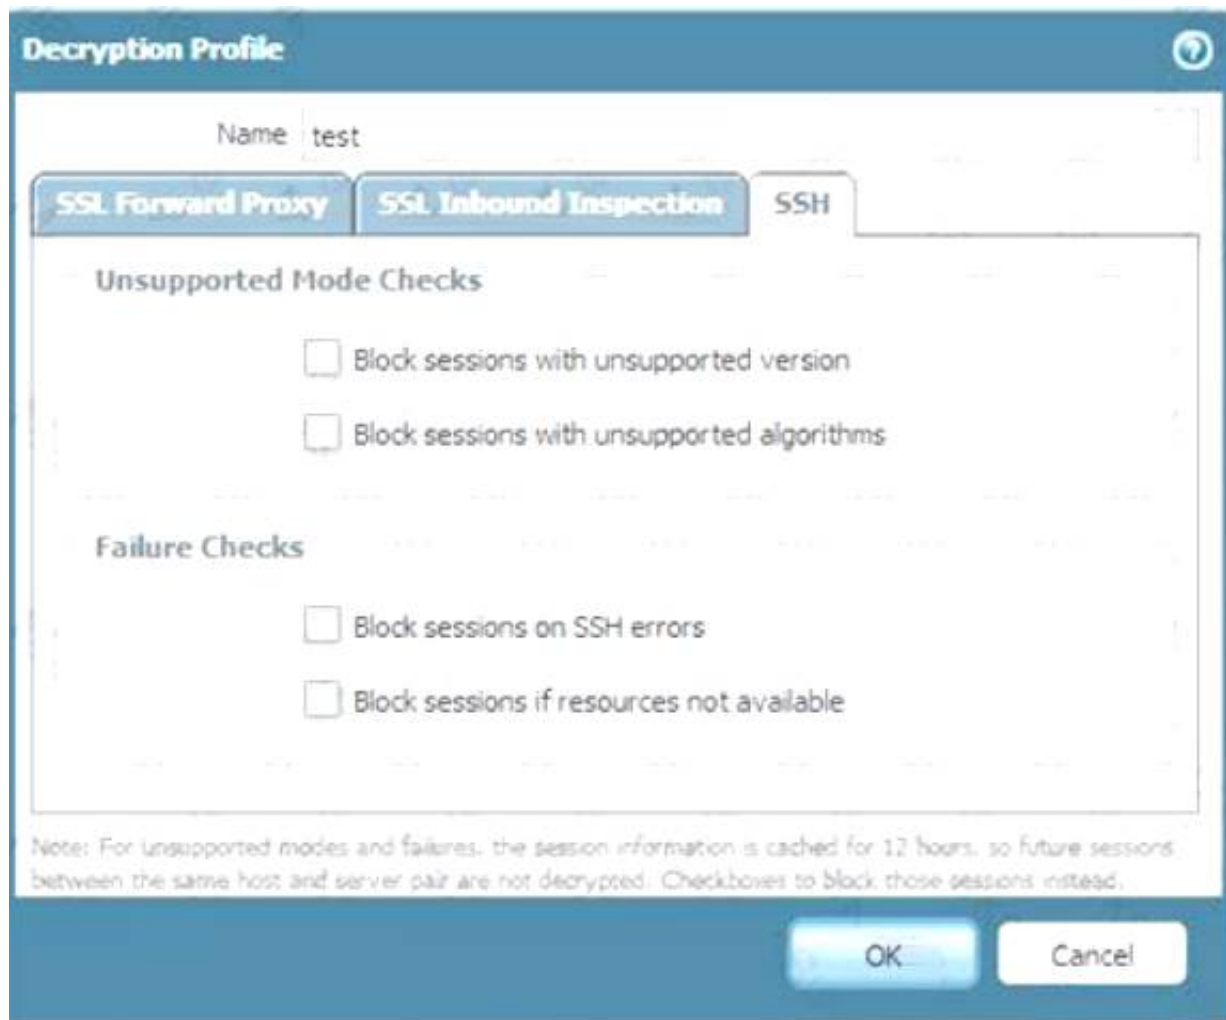 Decryption Profile
?
Name test
SSL Forward Proxy SSL Inbound Inspection SSH
Unsupported Mode Checks
Block sessions with unsupported version
Block sessions with unsupported algorithms
Failure Checks
Block sessions on SSH errors
Block sessions if resources not available
Note: For unsupported modes and failures, the session information is cached for 12 hours, so future sessions
between the same host and server pair are not decrypted. Checkboxes to block those sessions instead.
OK Cancel